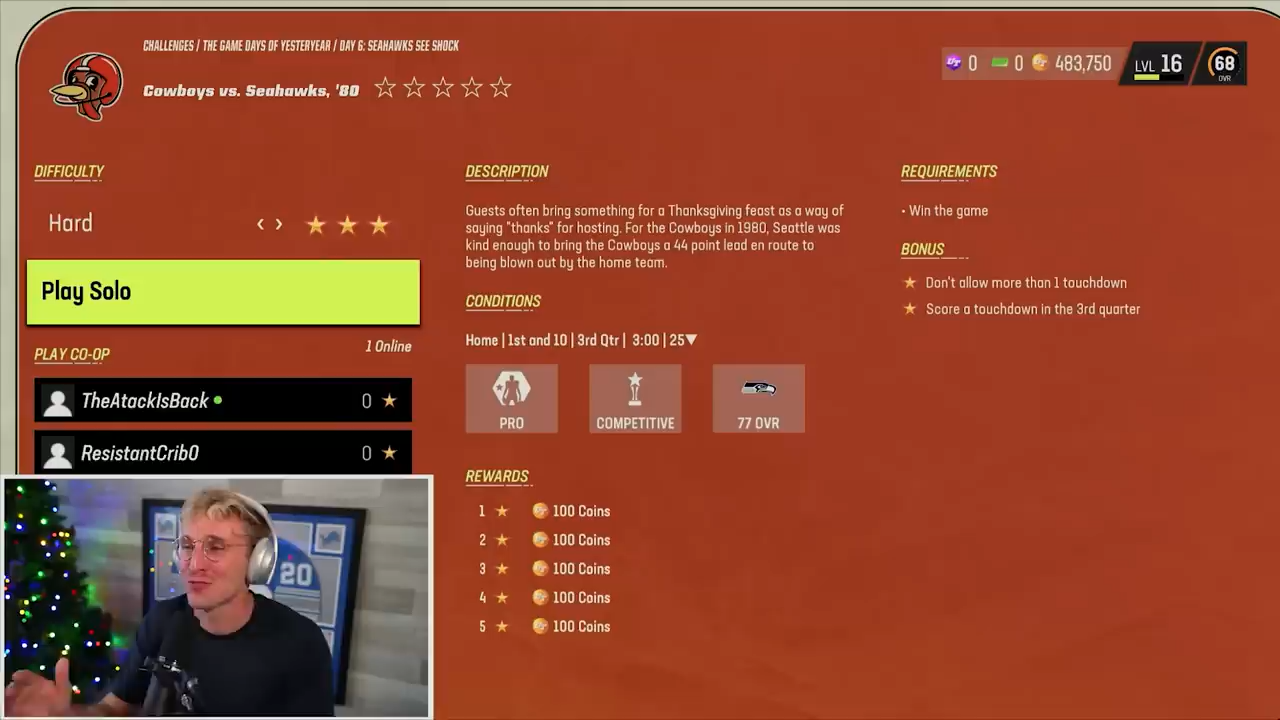 CHALLENGES / THE GAME DAYS OF YESTERYEAR / DAY 6: SEAHAWKS SEE SHOCK
0 0 483,750 LVL 16 68 OVR
Cowboys vs. Seahawks, '80
DIFFICULTY
Hard
Play Solo
PLAY CO-OP 1 Online
TheAtackIsBack 0
ResistantCrib0 0
DESCRIPTION
Guests often bring something for a Thanksgiving feast as a way of
saying "thanks" for hosting. For the Cowboys in 1980, Seattle was
kind enough to bring the Cowboys a 44 point lead en route to
being blown out by the home team.
CONDITIONS
Home | 1st and 10 | 3rd Qtr | 3:00 | 25▼
PRO COMPETITIVE 77 OVR
REWARDS
1 100 Coins
2 100 Coins
3 100 Coins
4 100 Coins
5 100 Coins
REQUIREMENTS
• Win the game
BONUS
Don't allow more than 1 touchdown
Score a touchdown in the 3rd quarter
20